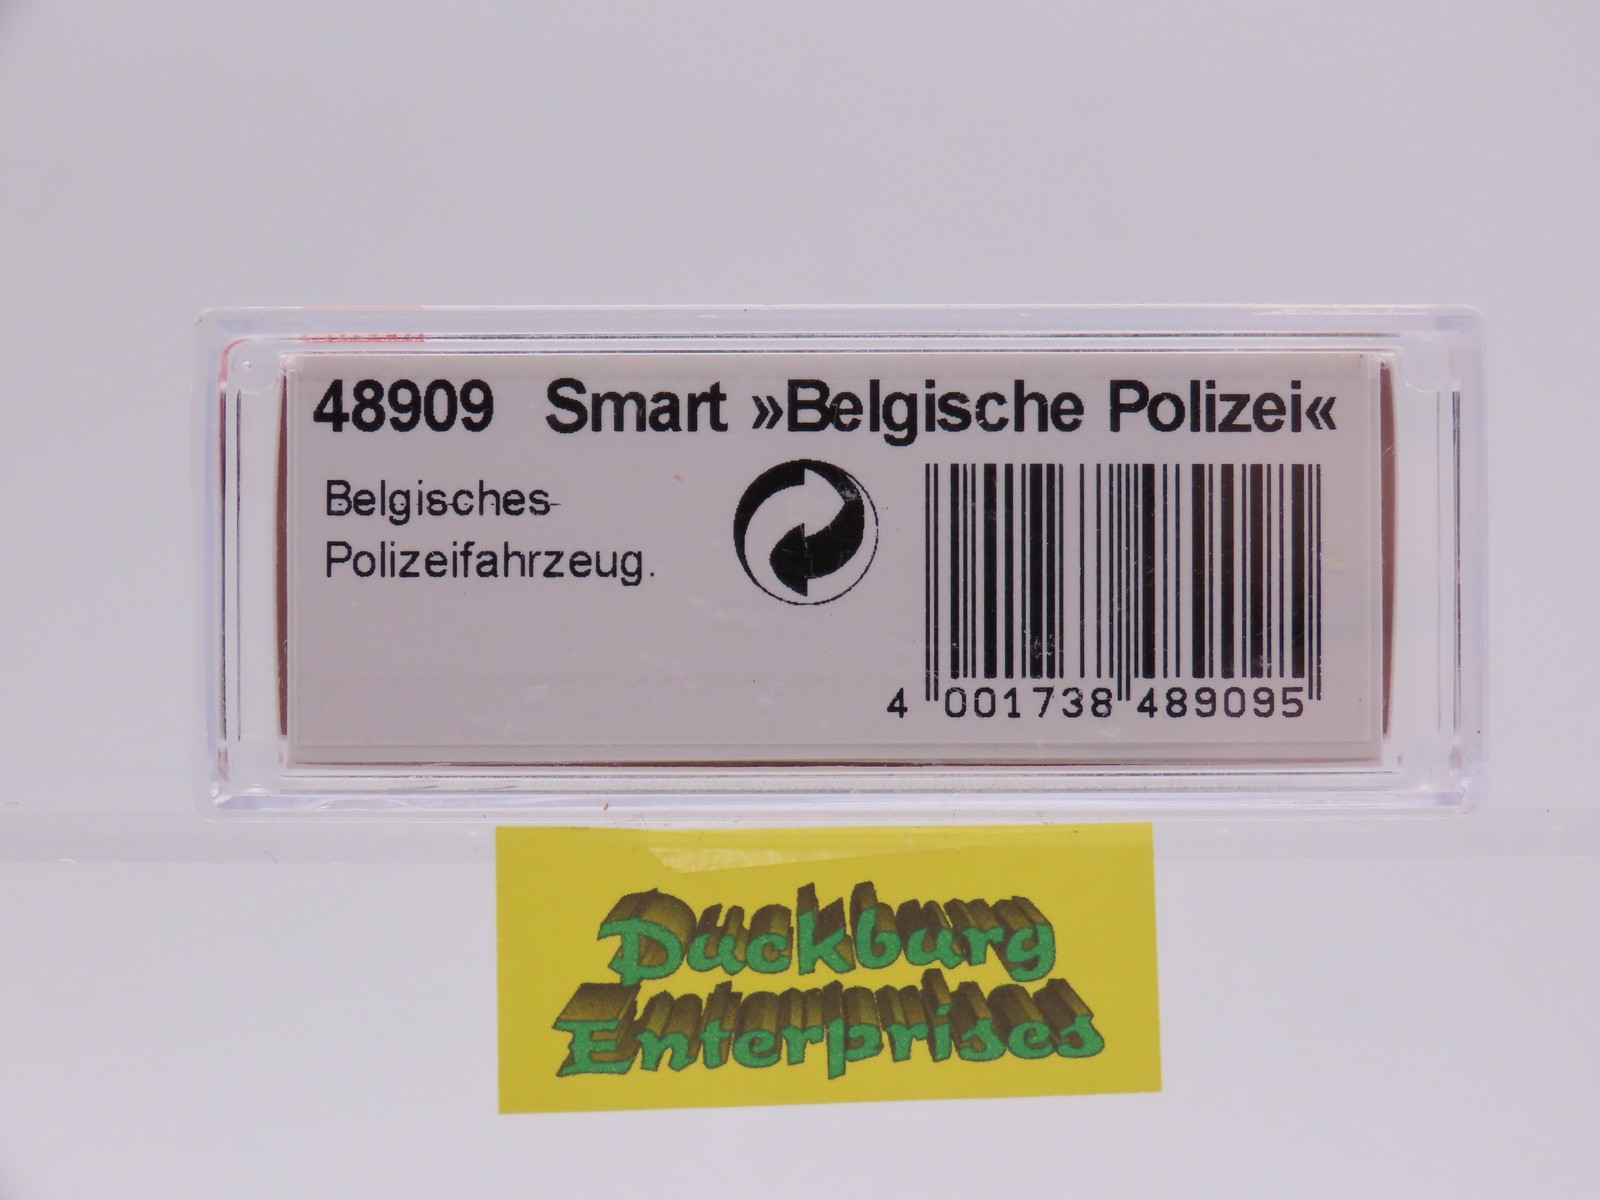 48909 Smart »Belgische Polizei«
Belgisches
Polizeifahrzeug.
4 001738 489095
Duckburg
Enterprises